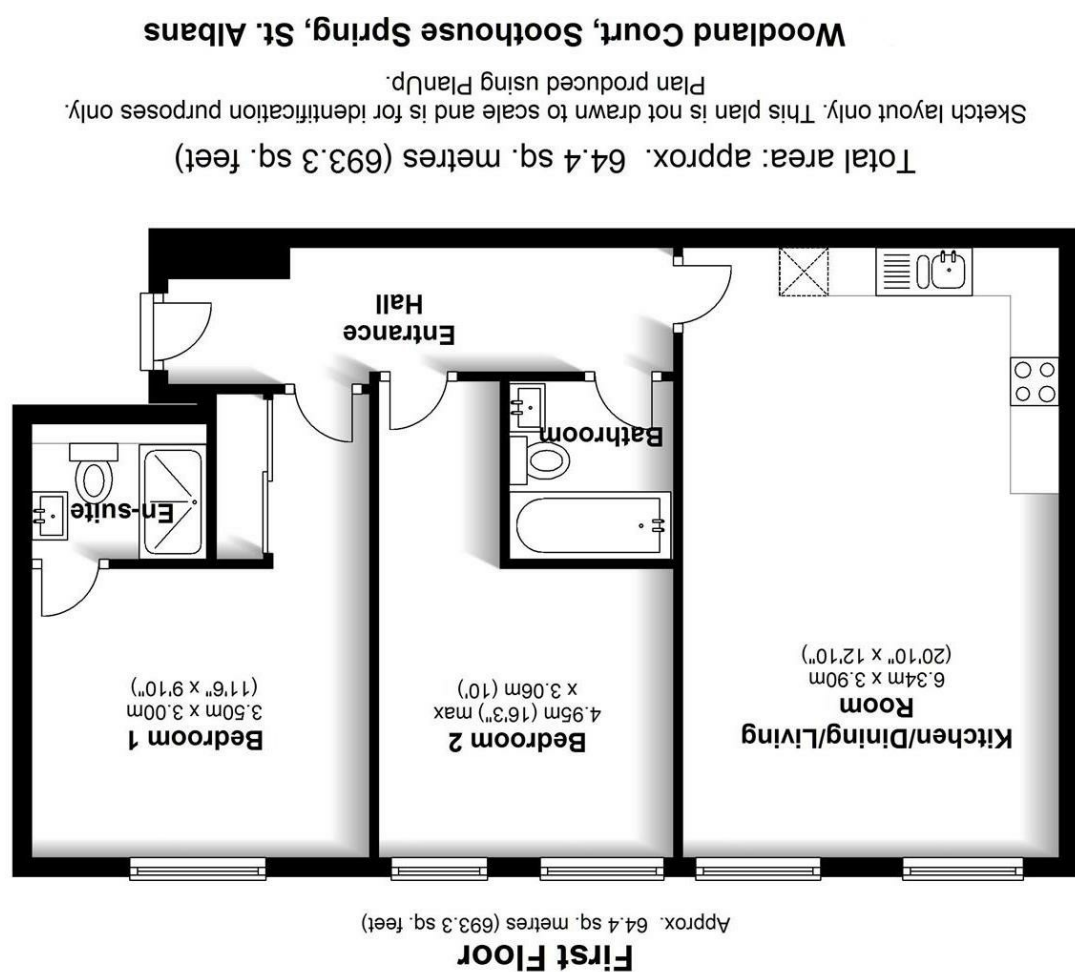 First Floor
Approx. 64.4 sq. metres (693.3 sq. feet)
Kitchen/Dining/Living
Room
6.34m x 3.90m
(20'10" x 12'10")
Bedroom 2
4.95m (16'3") max
x 3.06m (10')
Bedroom 1
3.50m x 3.00m
(11'6" x 9'10")
En-suite
Bathroom
Entrance
Hall
Total area: approx. 64.4 sq. metres (693.3 sq. feet)
Sketch layout only. This plan is not drawn to scale and is for identification purposes only.
Plan produced using PlanUp.
Woodland Court, Soothouse Spring, St. Albans